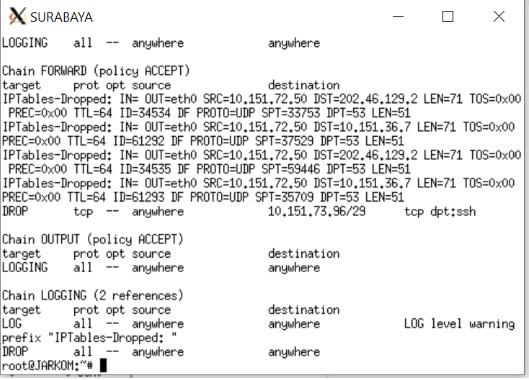 SURABAYA
LOGGING all -- anywhere anywhere
Chain FORWARD (policy ACCEPT)
target prot opt source destination
IPTables-Dropped: IN= OUT=eth0 SRC=10.151.72.50 DST=202.46.129.2 LEN=71 TOS=0x00
PREC=0x00 TTL=64 ID=34534 DF PROTO=UDP SPT=33753 DPT=53 LEN=51
IPTables-Dropped: IN= OUT=eth0 SRC=10.151.72.50 DST=10.151.36.7 LEN=71 TOS=0x00
PREC=0x00 TTL=64 ID=61292 DF PROTO=UDP SPT=37529 DPT=53 LEN=51
IPTables-Dropped: IN= OUT=eth0 SRC=10.151.72.50 DST=202.46.129.2 LEN=71 TOS=0x00
PREC=0x00 TTL=64 ID=34535 DF PROTO=UDP SPT=59446 DPT=53 LEN=51
IPTables-Dropped: IN= OUT=eth0 SRC=10.151.72.50 DST=10.151.36.7 LEN=71 TOS=0x00
PREC=0x00 TTL=64 ID=61293 DF PROTO=UDP SPT=35709 DPT=53 LEN=51
DROP tcp -- anywhere 10.151.73.96/29 tcp dpt:ssh
Chain OUTPUT (policy ACCEPT)
target prot opt source destination
LOGGING all -- anywhere anywhere
Chain LOGGING (2 references)
target prot opt source destination
LOG all -- anywhere anywhere LOG level warning
prefix "IPTables-Dropped: "
DROP all -- anywhere anywhere
root@JARKOM:~#